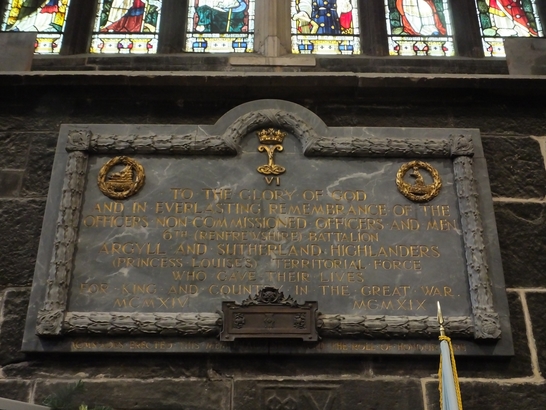 VI
TO THE GLORY OF GOD
AND IN EVERLASTING REMEMBRANCE OF THE
OFFICERS NON-COMMISSIONED OFFICERS AND MEN
6TH (RENFREWSHIRE) BATTALION
ARGYLL AND SUTHERLAND HIGHLANDERS
(PRINCESS LOUISE'S) TERRITORIAL FORCE
WHO GAVE THEIR LIVES
FOR KING AND COUNTRY IN THE GREAT WAR.
MCMXIV MCMXIX